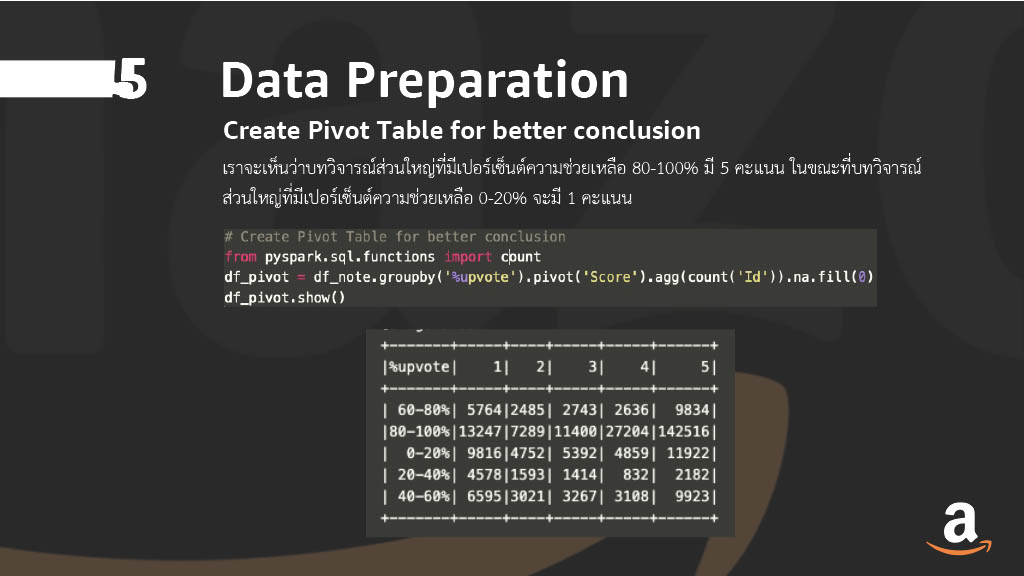 5
Data Preparation
Create Pivot Table for better conclusion
เราจะเห็นว่าบทวิจารณ์ส่วนใหญ่ที่มีเปอร์เซ็นต์ความช่วยเหลือ 80-100% มี 5 คะแนน ในขณะที่บทวิจารณ์
ส่วนใหญ่ที่มีเปอร์เซ็นต์ความช่วยเหลือ 0-20% จะมี 1 คะแนน
# Create Pivot Table for better conclusion
from pyspark.sql.functions import count
df_pivot = df_note.groupby('%upvote').pivot('Score').agg(count('Id')).na.fill(0)
df_pivot.show()
+-------+-----+----+-----+-----+------+
|%upvote|    1|   2|    3|    4|     5|
+-------+-----+----+-----+-----+------+
| 60-80%| 5764|2485| 2743| 2636|  9834|
|80-100%|13247|7289|11400|27204|142516|
|  0-20%| 9816|4752| 5392| 4859| 11922|
| 20-40%| 4578|1593| 1414|  832|  2182|
| 40-60%| 6595|3021| 3267| 3108|  9923|
+-------+-----+----+-----+-----+------+
a